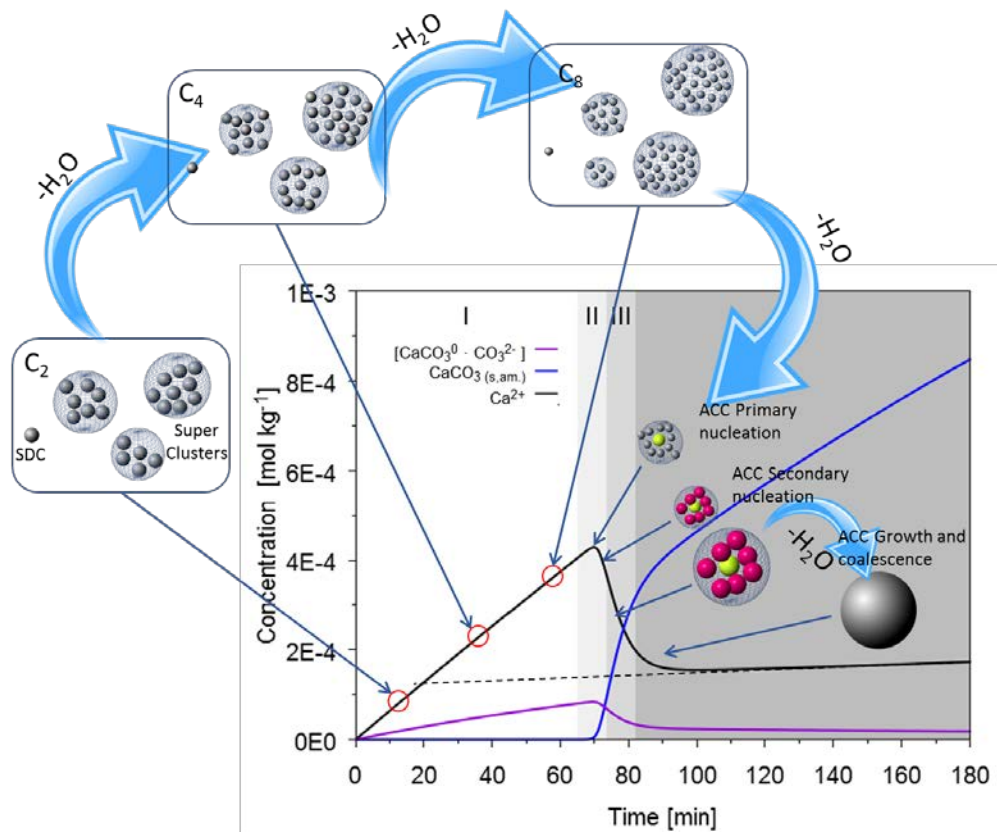 -H₂O
-H₂O
C₄
C₈
-H₂O
-H₂O
C₂
SDC
Super
Clusters
1E-3
8E-4
6E-4
4E-4
2E-4
0E0
Concentration [mol kg⁻¹]
I
II
III
[CaCO₃⁰ · CO₃²⁻ ]
CaCO₃ (s,am.)
Ca²⁺
ACC Primary
nucleation
ACC Secondary
nucleation
-H₂O
ACC Growth and
coalescence
0
20
40
60
80
100
120
140
160
180
Time [min]